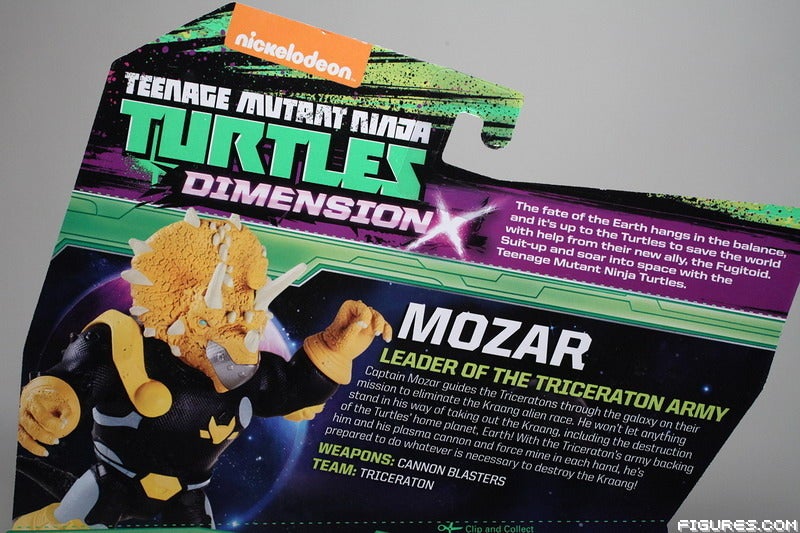 nickelodeon
TEENAGE MUTANT NINJA
TURTLES
DIMENSION X
The fate of the Earth hangs in the balance,
and it's up to the Turtles to save the world
with help from their new ally, the Fugitoid.
Suit-up and soar into space with the
Teenage Mutant Ninja Turtles.
MOZAR
LEADER OF THE TRICERATON ARMY
Captain Mozar guides the Triceratons through the galaxy on their
mission to eliminate the Kraang alien race. He won't let anything
stand in his way of taking out the Kraang, including the destruction
of the Turtles' home planet, Earth! With the Triceraton's army backing
him and his plasma cannon and force mine in each hand, he's
prepared to do whatever is necessary to destroy the Kraang!
WEAPONS: CANNON BLASTERS
TEAM: TRICERATON
Clip and Collect
FIGURES.COM